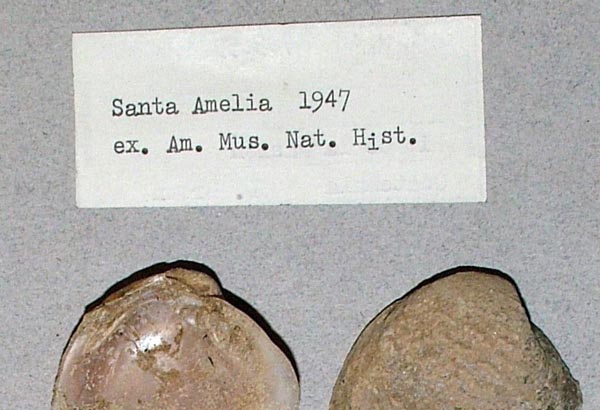 Santa Amelia 1947
ex. Am. Mus. Nat. Hist.